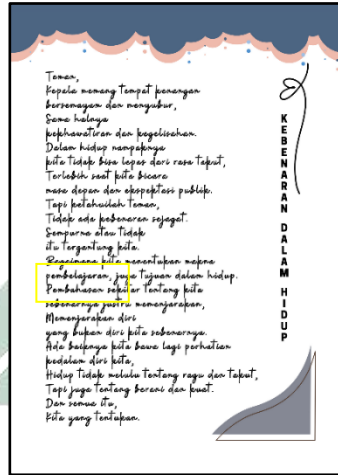 Teman,
Kepala memang tempat kenangan
bersemayam dan menyubur,
Sama halnya
kekhawatiran dan kegelisahan.
Dalam hidup nampaknya
kita tidak bisa lepas dari rasa takut,
Terlebih saat kita bicara
masa depan dan ekspektasi publik.
Tapi ketahuilah teman,
Tidak ada kebenaran sejagat.
Sempurna atau tidak
itu tergantung kita.
Bagaimana kita menentukan makna
pembelajaran, juga tujuan dalam hidup.
Pembahasan sekitar tentang kita
sebenarnya justru memenjarakan,
Memenjarakan diri
yang bukan diri kita sebenarnya.
Ada baiknya kita bawa lagi perhatian
kedalam diri kita,
Hidup tidak melulu tentang ragu dan takut,
Tapi juga tentang berani dan kuat.
Dan semua itu,
Kita yang tentukan.
KEBENARAN DALAM HIDUP